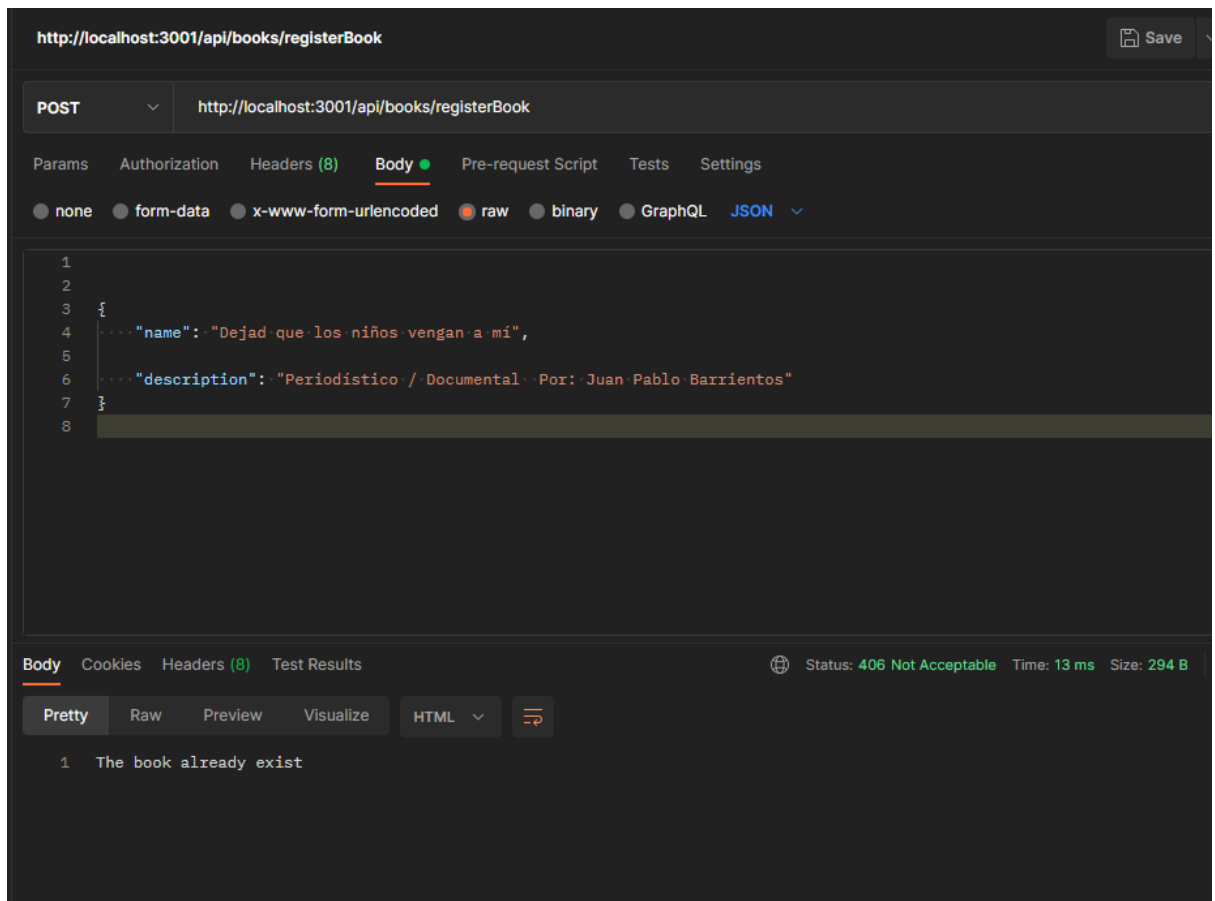 http://localhost:3001/api/books/registerBook Save
POST http://localhost:3001/api/books/registerBook
Params Authorization Headers (8) Body Pre-request Script Tests Settings
none form-data x-www-form-urlencoded raw binary GraphQL JSON
1
2
3 {
4 "name": "Dejad que los niños vengan a mí",
5
6 "description": "Periodístico / Documental  Por: Juan Pablo Barrientos"
7 }
8
Body Cookies Headers (8) Test Results Status: 406 Not Acceptable Time: 13 ms Size: 294 B
Pretty Raw Preview Visualize HTML
1 The book already exist